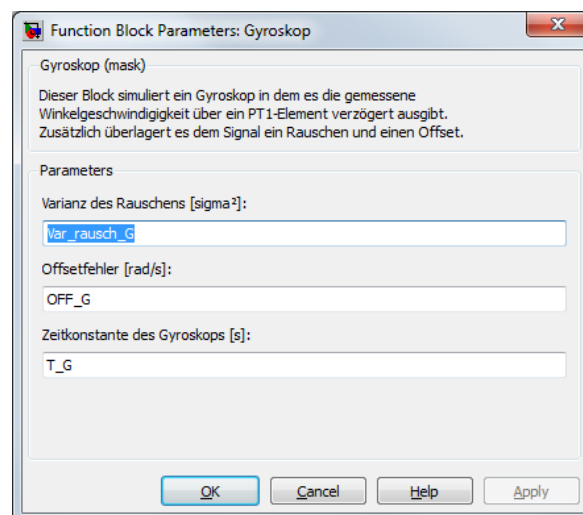 Function Block Parameters: Gyroskop
Gyroskop (mask)
Dieser Block simuliert ein Gyroskop in dem es die gemessene
Winkelgeschwindigigkeit über ein PT1-Element verzögert ausgibt.
Zusätzlich überlagert es dem Signal ein Rauschen und einen Offset.
Parameters
Varianz des Rauschens [sigma²]:
Var_rausch_G
Offsetfehler [rad/s]:
OFF_G
Zeitkonstante des Gyroskops [s]:
T_G
OK Cancel Help Apply